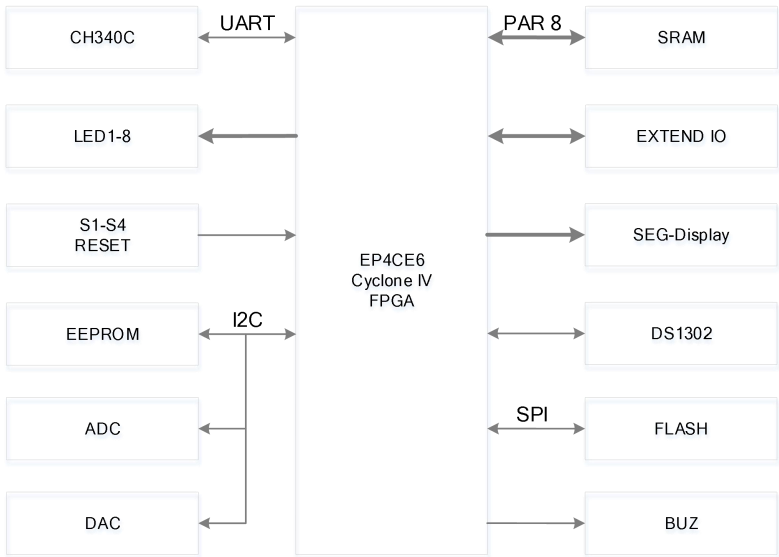 CH340C
UART
PAR 8
SRAM
LED1-8
EXTEND IO
S1-S4
RESET
SEG-Display
EP4CE6
Cyclone IV
FPGA
EEPROM
I2C
DS1302
ADC
SPI
FLASH
DAC
BUZ